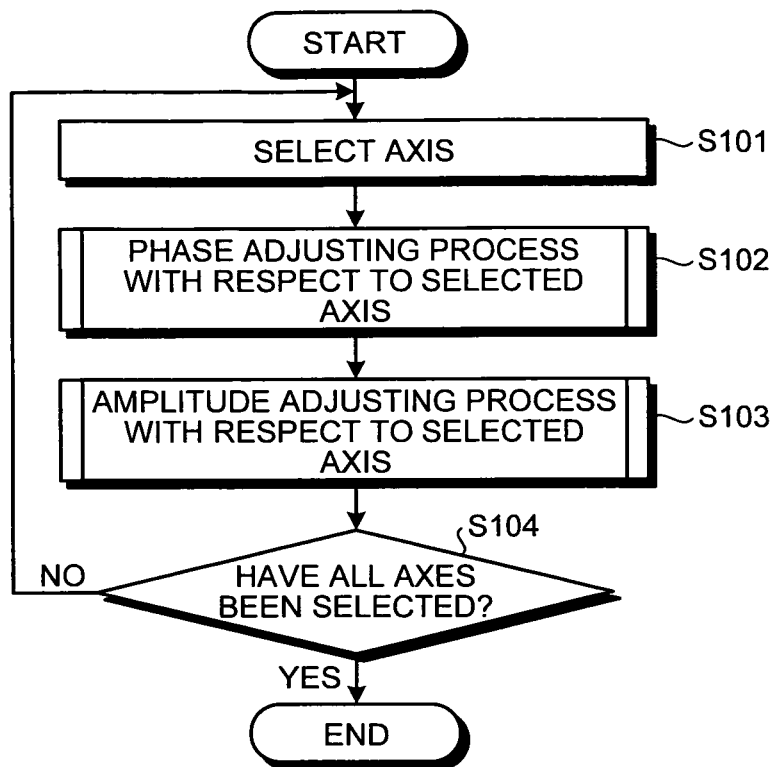 START
SELECT AXIS
S101
PHASE ADJUSTING PROCESS
WITH RESPECT TO SELECTED
AXIS
S102
AMPLITUDE ADJUSTING PROCESS
WITH RESPECT TO SELECTED
AXIS
S103
S104
HAVE ALL AXES
BEEN SELECTED?
NO
YES
END